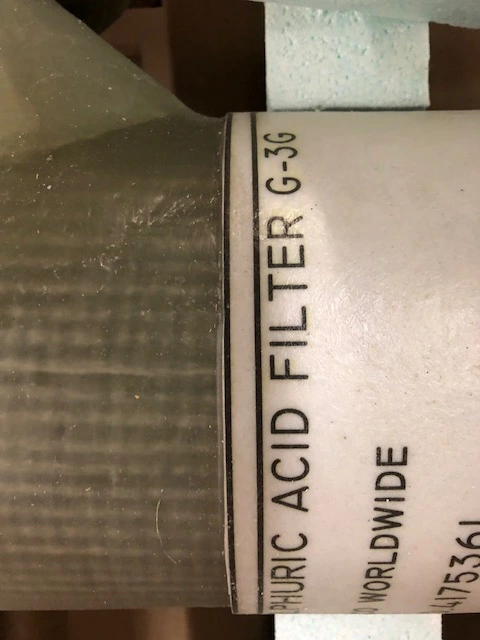 PHURIC ACID FILTER G-3G
O WORLDWIDE
4175361